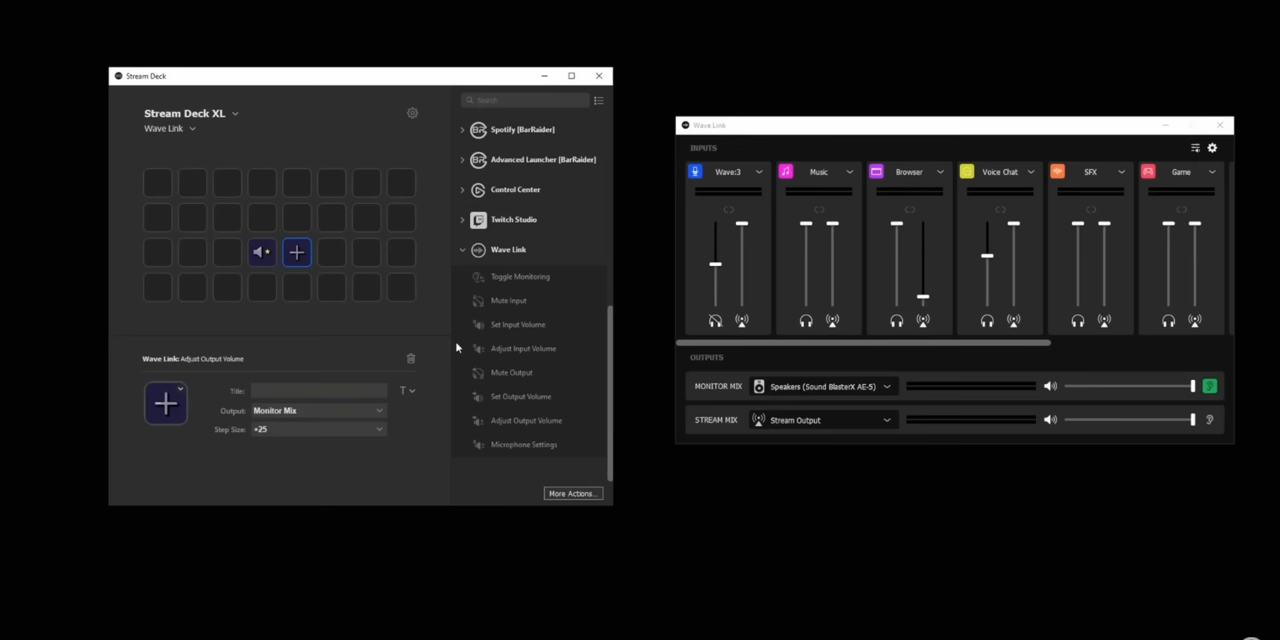 Stream Deck
Stream Deck XL
Wave Link
Search
Spotify [BarRaider]
Advanced Launcher [BarRaider]
Control Center
Twitch Studio
Wave Link
Toggle Monitoring
Mute Input
Set Input Volume
Adjust Input Volume
Mute Output
Set Output Volume
Adjust Output Volume
Microphone Settings
More Actions...
Wave Link: Adjust Output Volume
Title:
T
Output: Monitor Mix
Step Size: +25
Wave Link
INPUTS
Wave:3 Music Browser Voice Chat SFX Game
OUTPUTS
MONITOR MIX Speakers (Sound BlasterX AE-5)
STREAM MIX Stream Output